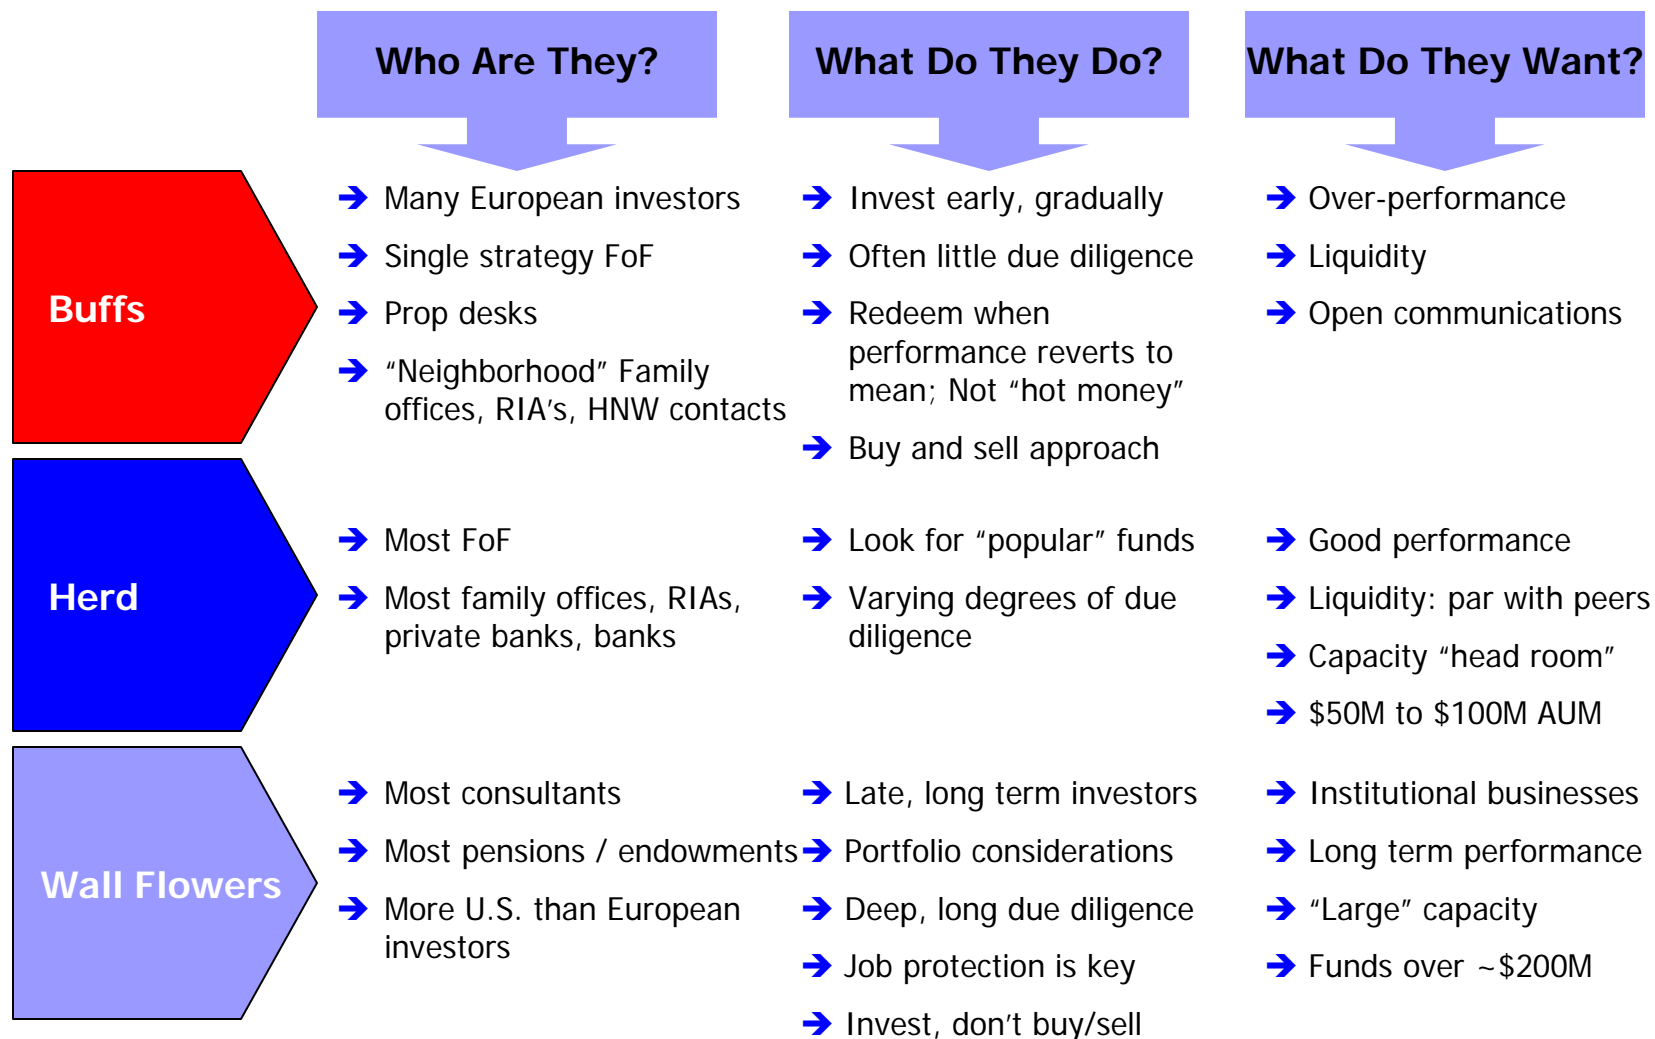 Who Are They?
What Do They Do?
What Do They Want?
Buffs
➔ Many European investors
➔ Single strategy FoF
➔ Prop desks
➔ “Neighborhood” Family
offices, RIA’s, HNW contacts
➔ Invest early, gradually
➔ Often little due diligence
➔ Redeem when
performance reverts to
mean; Not “hot money”
➔ Buy and sell approach
➔ Over-performance
➔ Liquidity
➔ Open communications
Herd
➔ Most FoF
➔ Most family offices, RIAs,
private banks, banks
➔ Look for “popular” funds
➔ Varying degrees of due
diligence
➔ Good performance
➔ Liquidity: par with peers
➔ Capacity “head room”
➔ $50M to $100M AUM
Wall Flowers
➔ Most consultants
➔ Most pensions / endowments
➔ More U.S. than European
investors
➔ Late, long term investors
➔ Portfolio considerations
➔ Deep, long due diligence
➔ Job protection is key
➔ Invest, don’t buy/sell
➔ Institutional businesses
➔ Long term performance
➔ “Large” capacity
➔ Funds over ~$200M